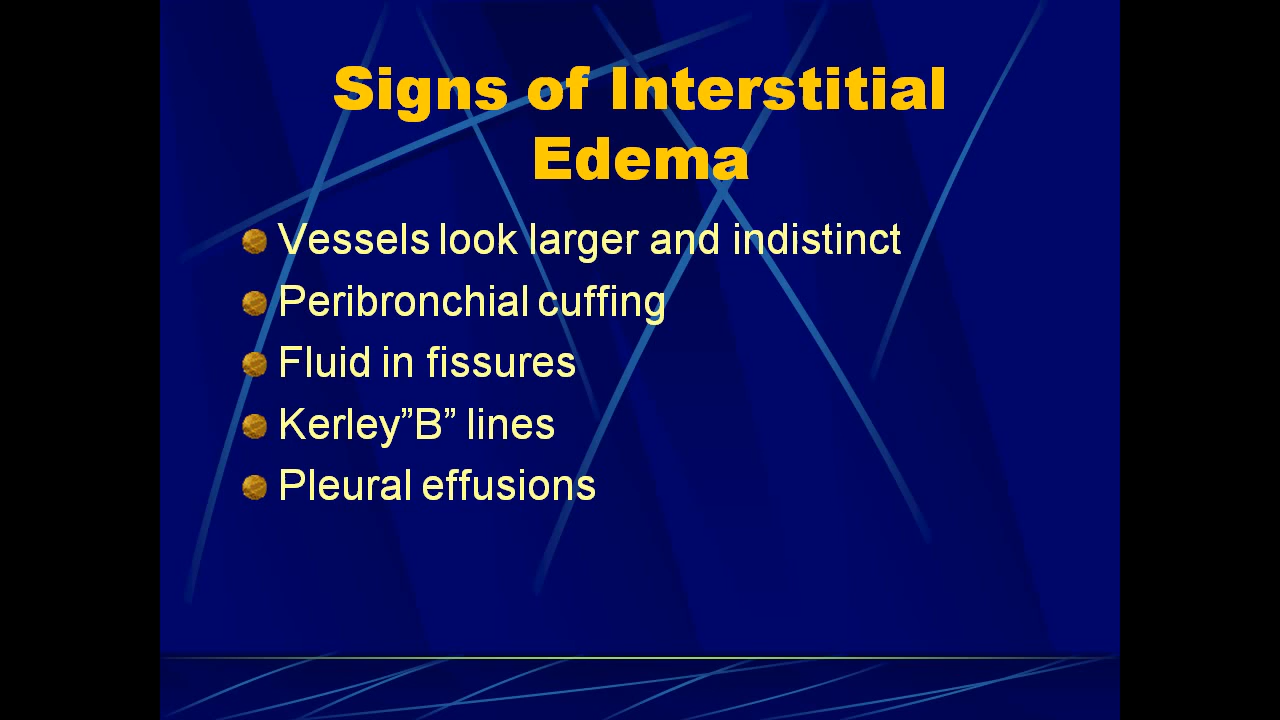 Signs of Interstitial
Edema
Vessels look larger and indistinct
Peribronchial cuffing
Fluid in fissures
Kerley”B” lines
Pleural effusions